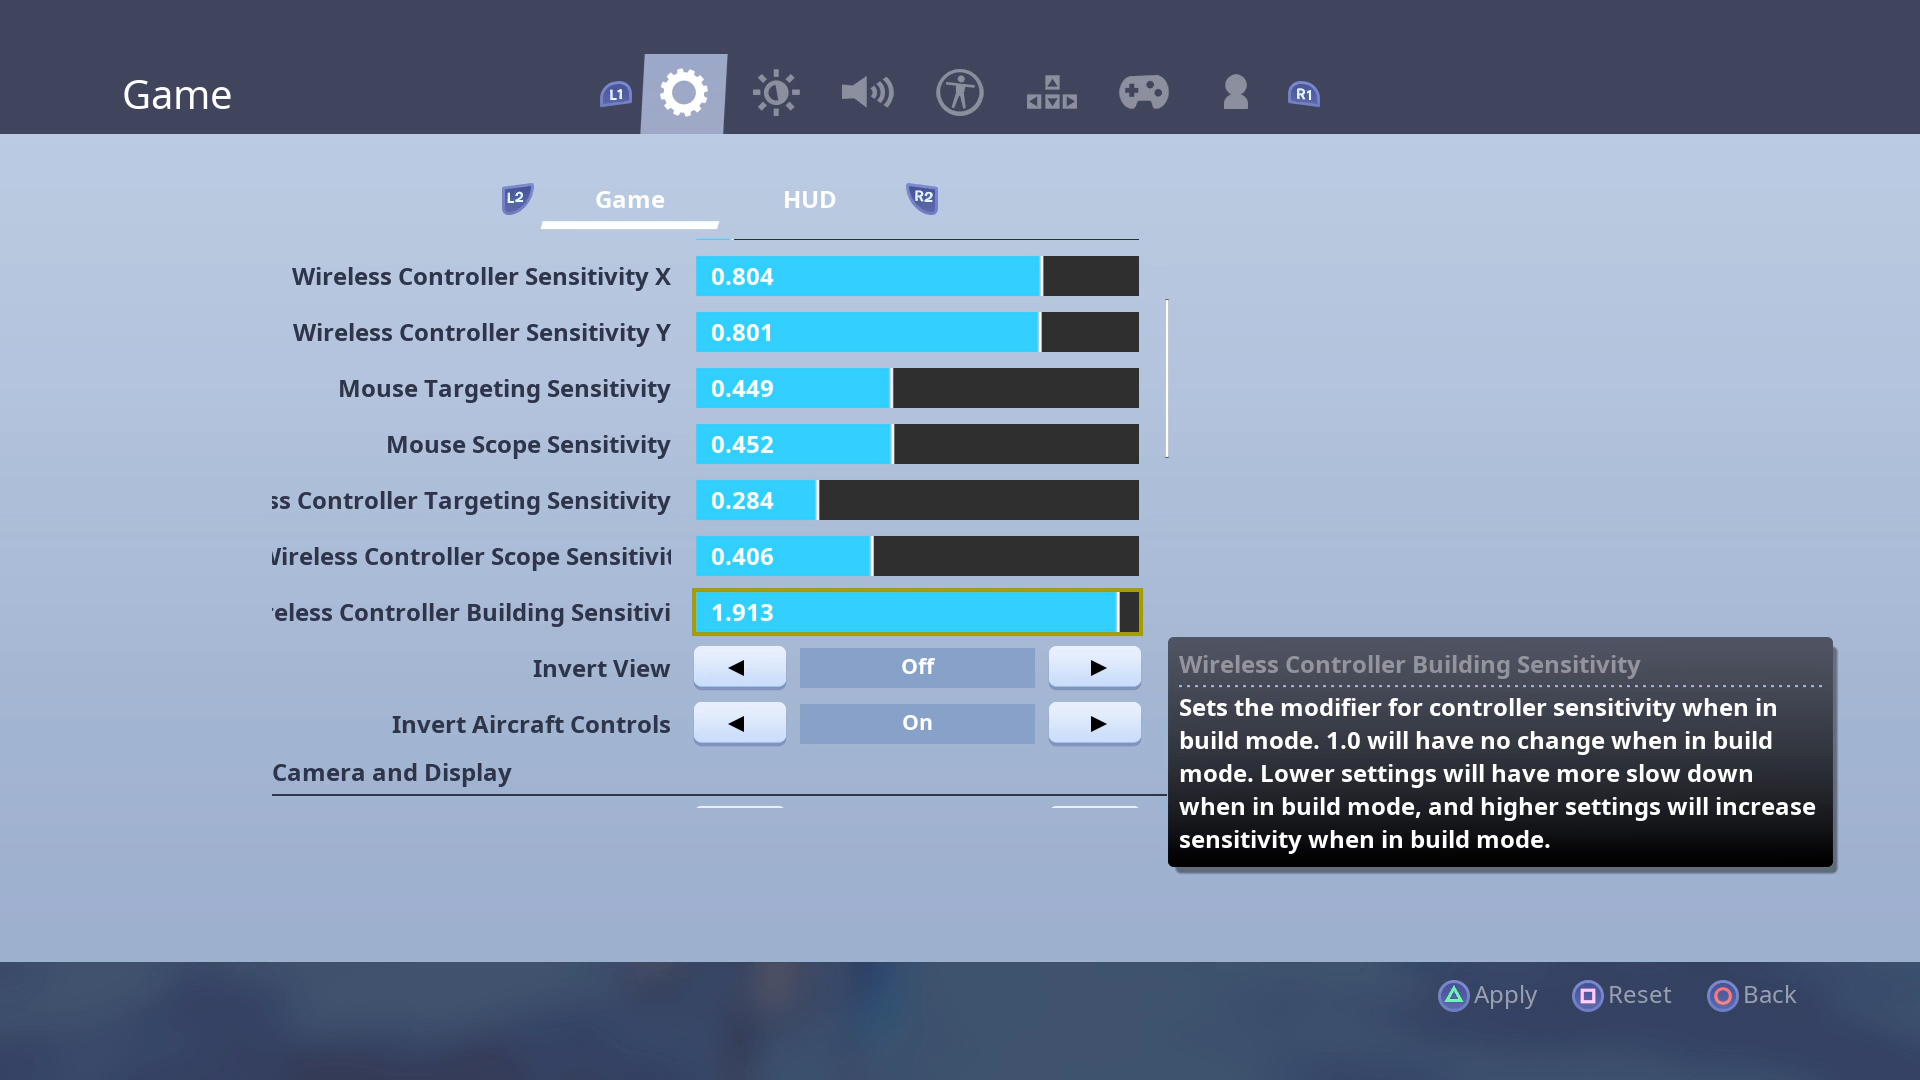 Game
L1
R1
L2
Game
HUD
R2
Wireless Controller Sensitivity X
0.804
Wireless Controller Sensitivity Y
0.801
Mouse Targeting Sensitivity
0.449
Mouse Scope Sensitivity
0.452
ss Controller Targeting Sensitivity
0.284
Wireless Controller Scope Sensitivit
0.406
reless Controller Building Sensitivi
1.913
Invert View
Off
Invert Aircraft Controls
On
Camera and Display
Wireless Controller Building Sensitivity
Sets the modifier for controller sensitivity when in
build mode. 1.0 will have no change when in build
mode. Lower settings will have more slow down
when in build mode, and higher settings will increase
sensitivity when in build mode.
Apply
Reset
Back